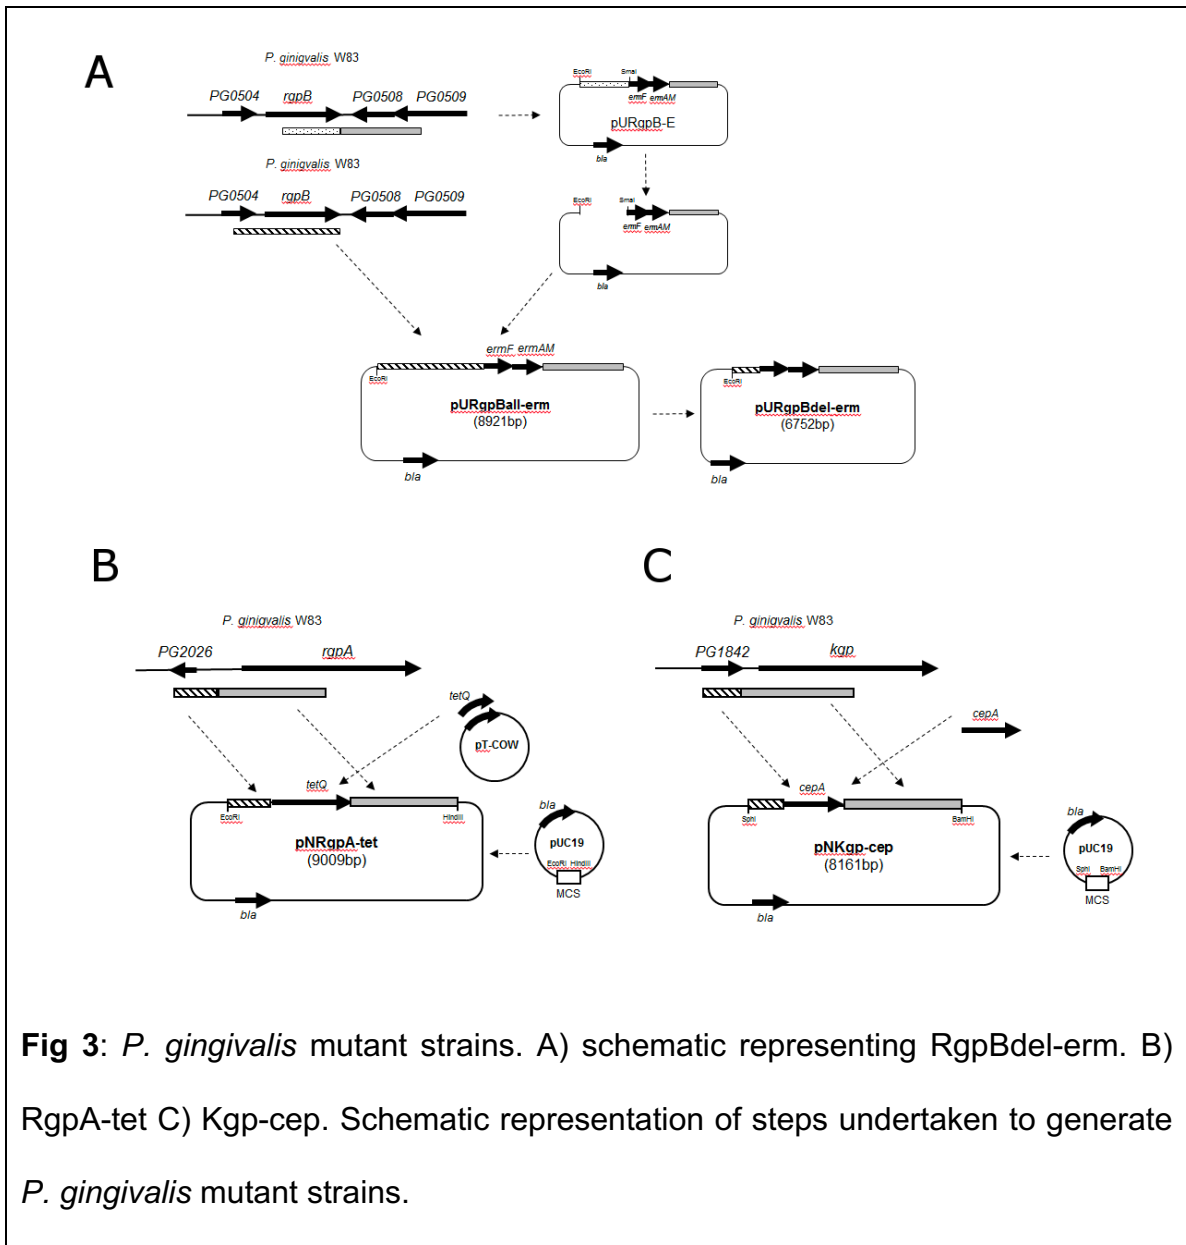 A
P. ginigvalis W83
PG0504 rgpB PG0508 PG0509
EcoRI SmaI
ermF ermAM
pURgpB-E
bla
P. ginigvalis W83
PG0504 rgpB PG0508 PG0509
EcoRI SmaI
ermF ermAM
bla
ermF ermAM
EcoRI
pURgpBall-erm
(8921bp)
bla
EcoRI
pURgpBdel-erm
(6752bp)
bla
B
P. ginigvalis W83
PG2026 rgpA
tetQ
pT-COW
tetQ
EcoRI HindIII
pNRgpA-tet
(9009bp)
bla
bla
pUC19
EcoRI HindIII
MCS
C
P. ginigvalis W83
PG1842 kgp
cepA
cepA
SphI BamHI
pNKgp-cep
(8161bp)
bla
bla
pUC19
SphI BamHI
MCS
Fig 3: P. gingivalis mutant strains. A) schematic representing RgpBdel-erm. B)
RgpA-tet C) Kgp-cep. Schematic representation of steps undertaken to generate
P. gingivalis mutant strains.